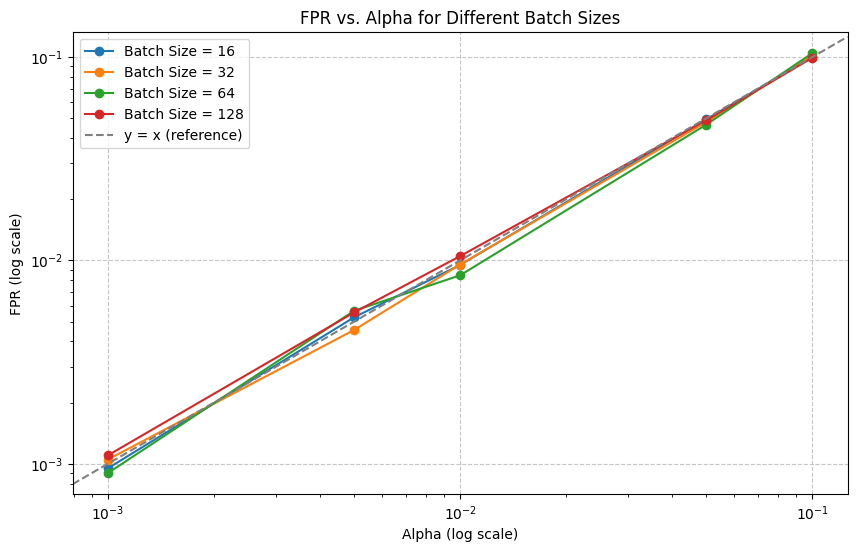 FPR vs. Alpha for Different Batch Sizes
Batch Size = 16
Batch Size = 32
Batch Size = 64
Batch Size = 128
y = x (reference)
FPR (log scale)
10⁻¹
10⁻²
10⁻³
10⁻³
10⁻²
10⁻¹
Alpha (log scale)